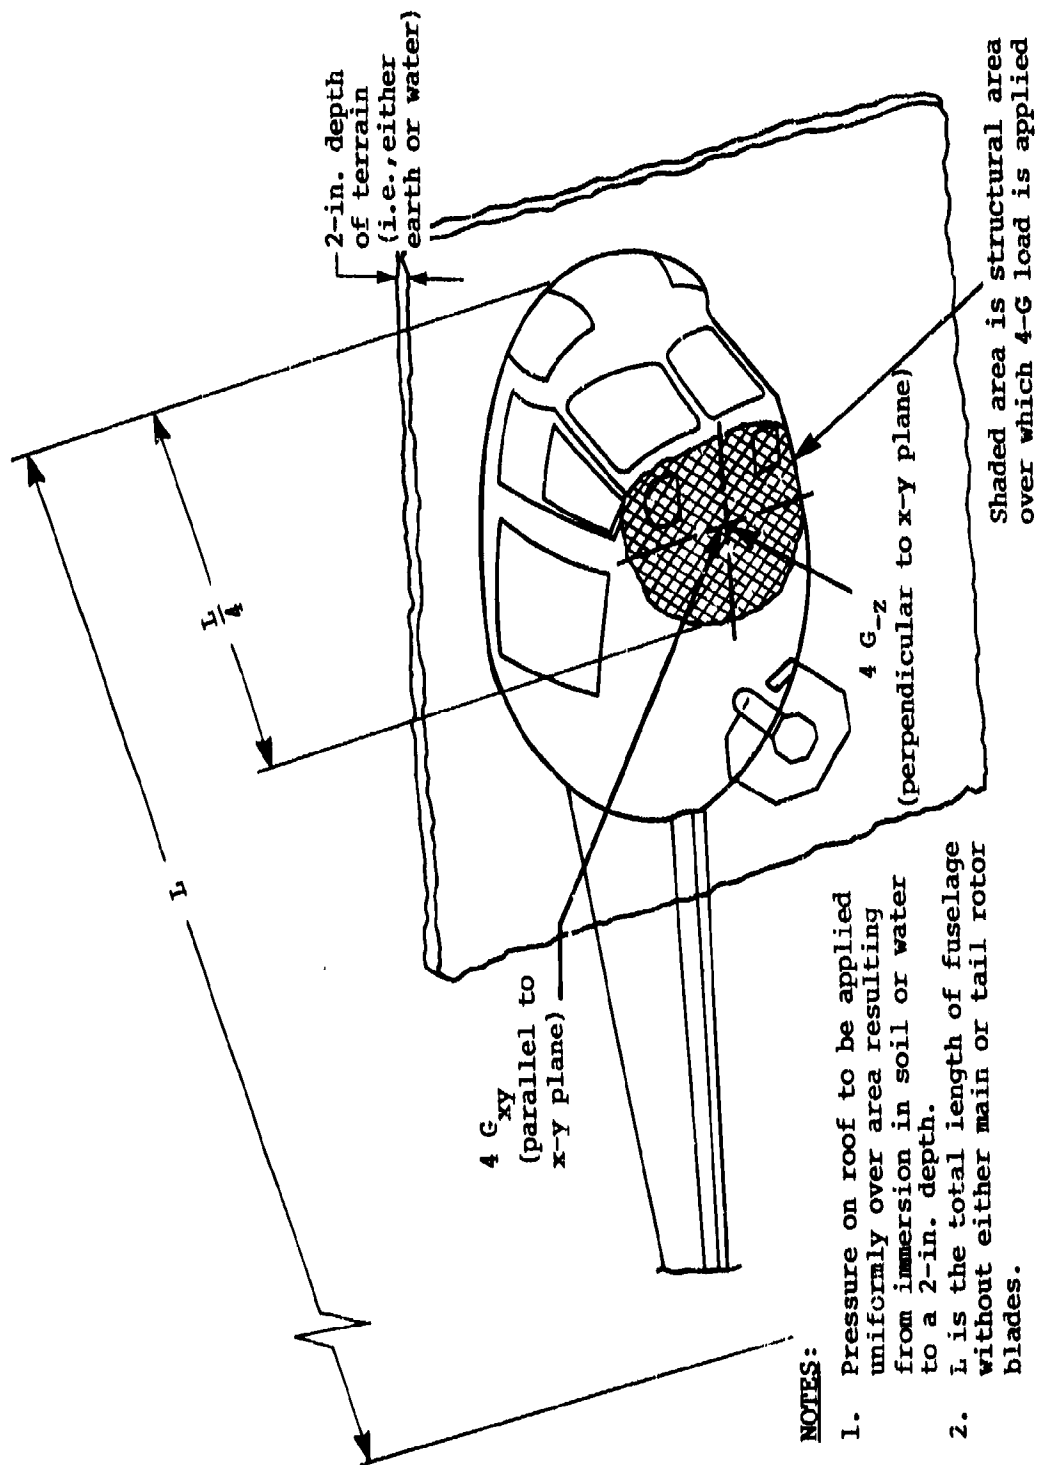 L
L/4
2-in. depth
of terrain
(i.e., either
earth or water)
4 G_xy
(parallel to
x-y plane)
4 G_-z
(perpendicular to x-y plane)
Shaded area is structural area
over which 4-G load is applied
NOTES:
1. Pressure on roof to be applied
uniformly over area resulting
from immersion in soil or water
to a 2-in. depth.
2. L is the total length of fuselage
without either main or tail rotor
blades.